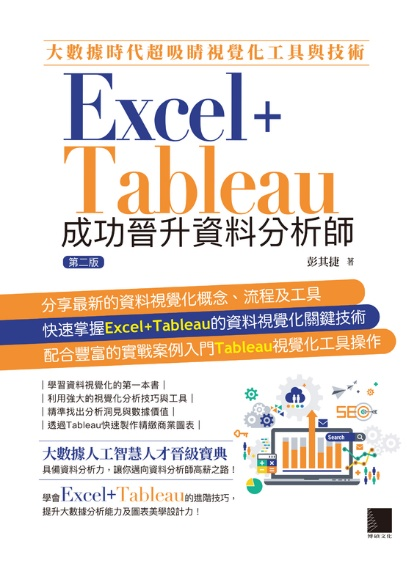 大數據時代超吸睛視覺化工具與技術
Excel+
Tableau
成功晉升資料分析師
第二版
彭其捷 著
分享最新的資料視覺化概念、流程及工具
快速掌握Excel+Tableau的資料視覺化關鍵技術
配合豐富的實戰案例入門Tableau視覺化工具操作
｜學習資料視覺化的第一本書｜
｜利用強大的視覺化分析技巧與工具｜
｜精準找出分析洞見與數據價值｜
｜透過Tableau快速製作精緻商業圖表｜
大數據人工智慧人才晉級寶典
具備資料分析力，讓你邁向資料分析師高薪之路！
學會Excel+Tableau的進階技巧，
提升大數據分析能力及圖表美學設計力！
SEO
Search
博碩文化